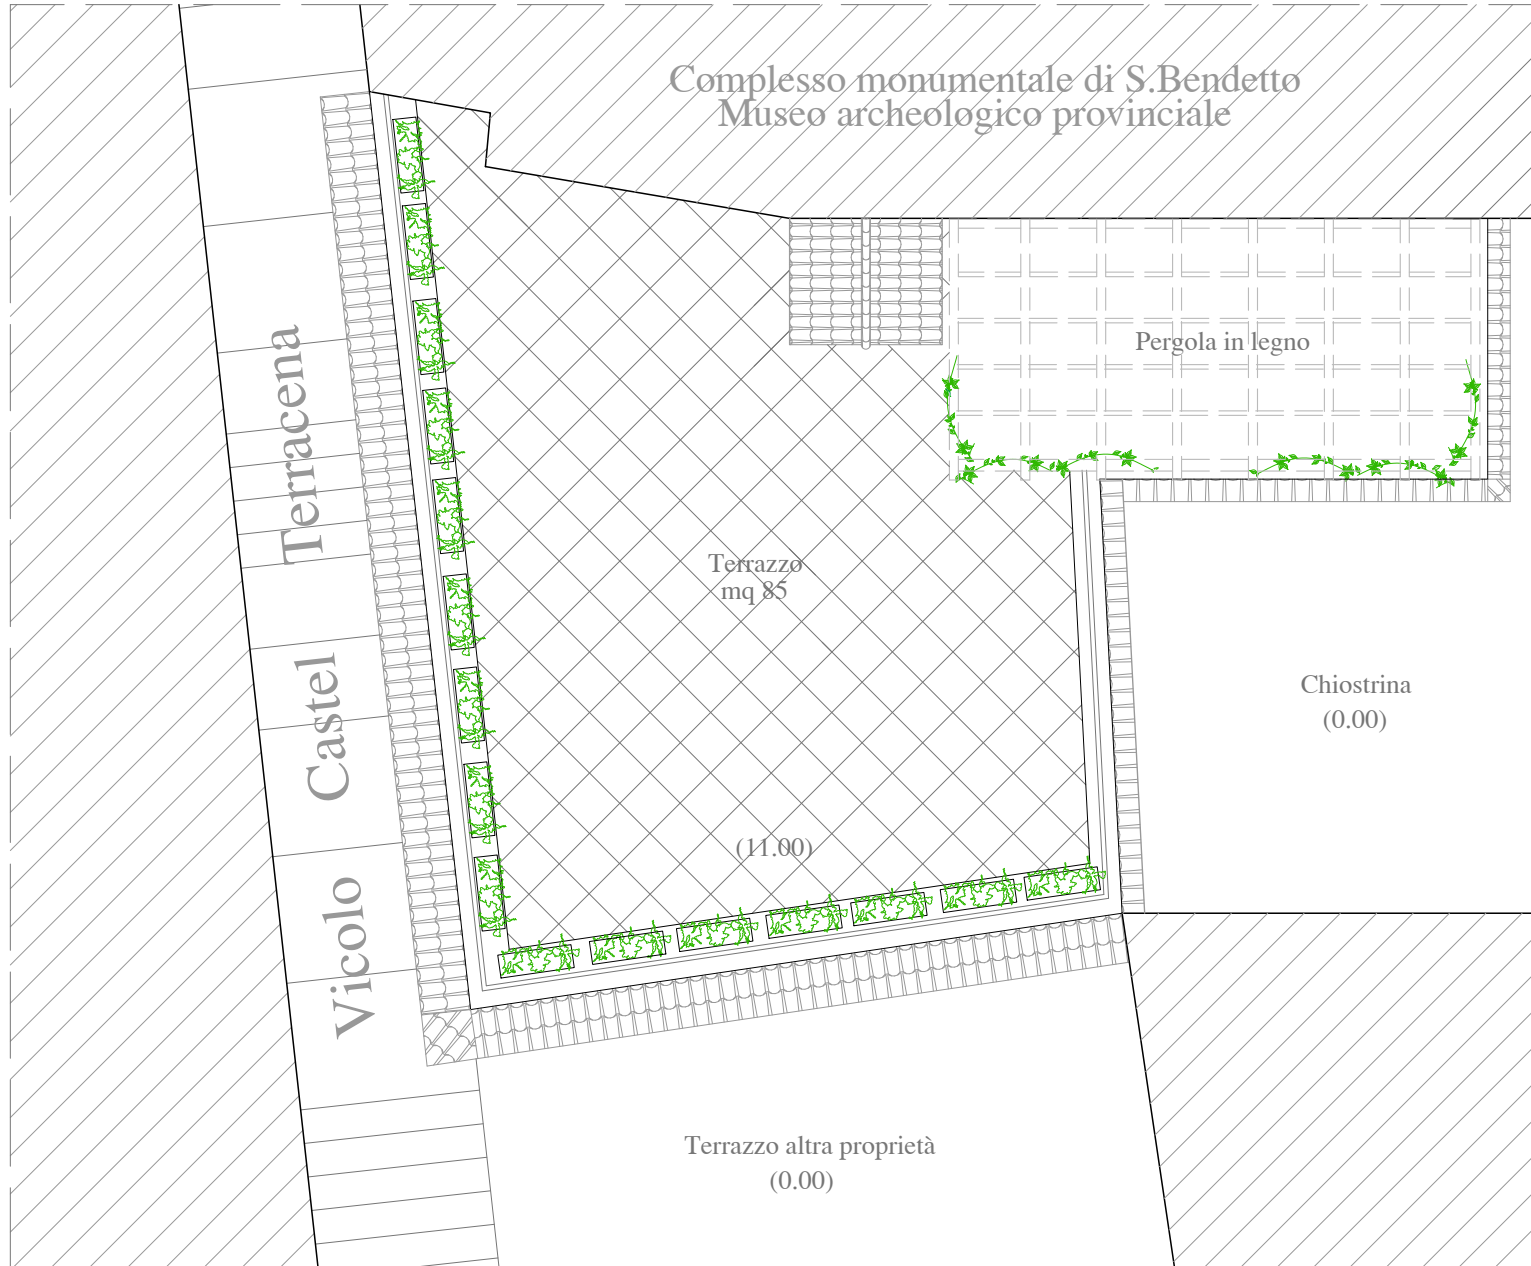 Complesso monumentale di S.Bendetto
Museo archeologico provinciale
Pergola in legno
Terrazzo
mq 85
Chiostrina
(0.00)
(11.00)
Vicolo Castel Terracena
Terrazzo altra proprietà
(0.00)